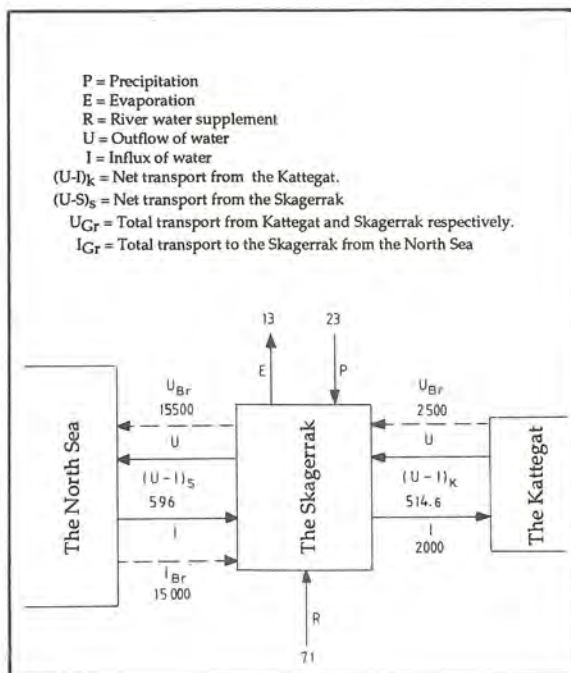 P = Precipitation
E = Evaporation
R = River water supplement
U = Outflow of water
I = Influx of water
(U-I)k = Net transport from the Kattegat.
(U-S)s = Net transport from the Skagerrak
UGr = Total transport from Kattegat and Skagerrak respectively.
IGr = Total transport to the Skagerrak from the North Sea
13
23
E
P
The North Sea
UBr
15500
U
(U-I)S
596
I
IBr
15 000
The Skagerrak
UBr
2500
U
(U-I)K
514.6
I
2000
The Kattegat
R
71